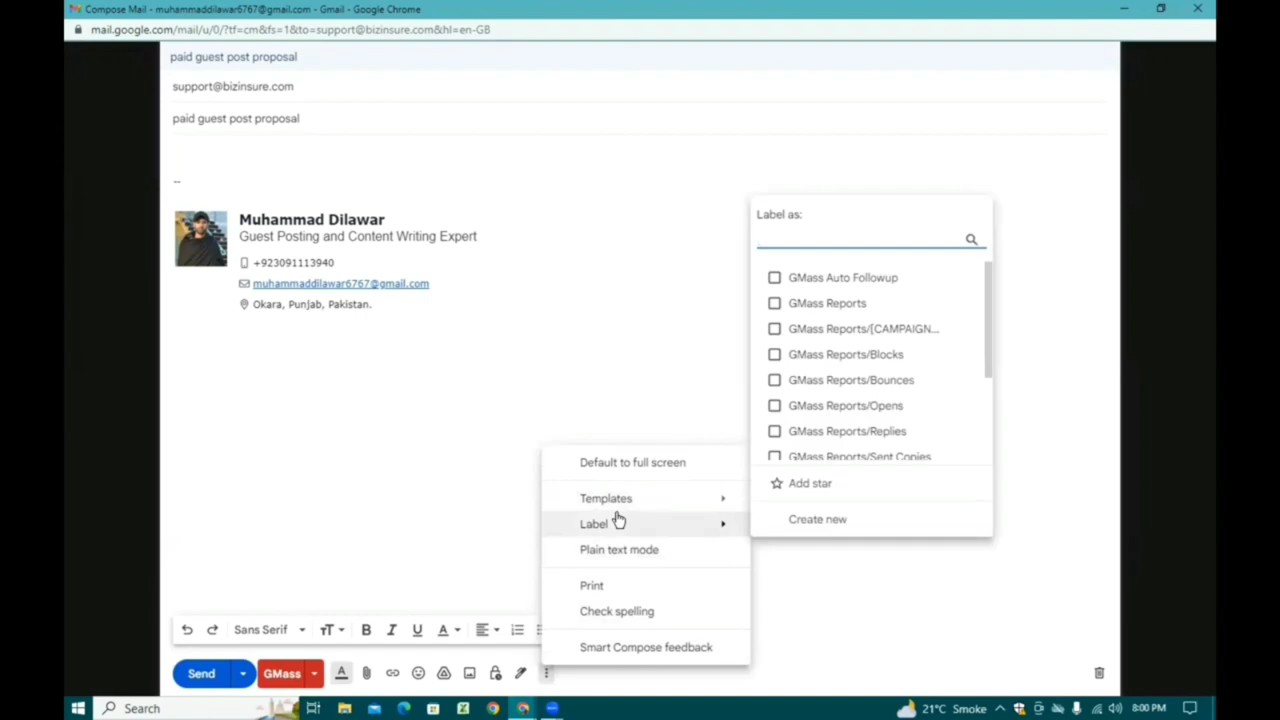 Compose Mail - muhammaddilawar6767@gmail.com - Gmail - Google Chrome
mail.google.com/mail/u/0/?tf=cm&fs=1&to=support@bizinsure.com&hl=en-GB
paid guest post proposal
support@bizinsure.com
paid guest post proposal
--
Muhammad Dilawar
Guest Posting and Content Writing Expert
+923091113940
muhammaddilawar6767@gmail.com
Okara, Punjab, Pakistan.
Label as:
GMass Auto Followup
GMass Reports
GMass Reports/[CAMPAIGN...
GMass Reports/Blocks
GMass Reports/Bounces
GMass Reports/Opens
GMass Reports/Replies
GMass Reports/Sent Copies
Add star
Create new
Default to full screen
Templates
Label
Plain text mode
Print
Check spelling
Smart Compose feedback
Sans Serif
Send
GMass
Search
21°C Smoke
8:00 PM